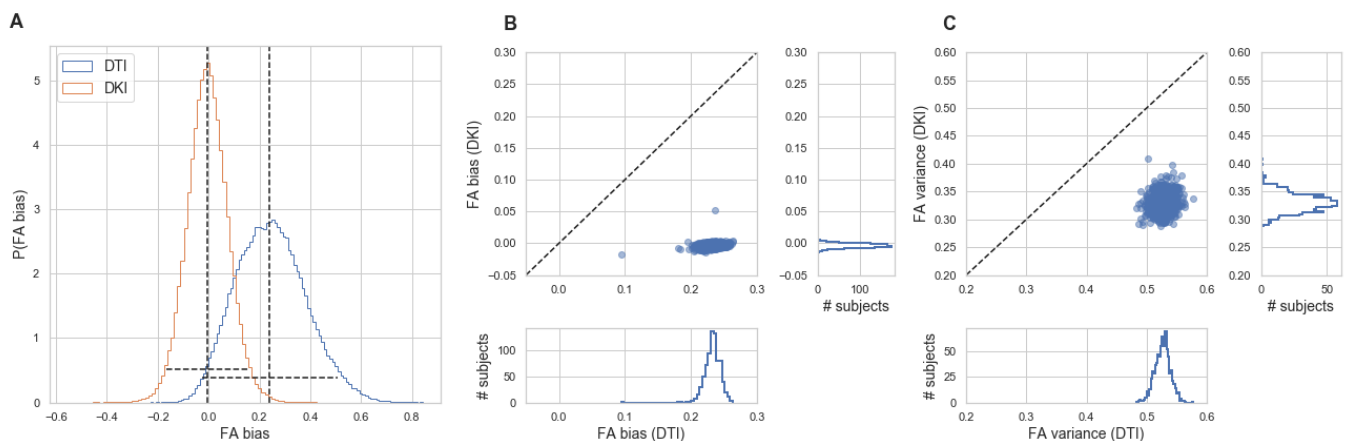 A
DTI
DKI
P(FA bias)
5
4
3
2
1
0
−0.6 −0.4 −0.2 0.0 0.2 0.4 0.6 0.8
FA bias
B
FA bias (DKI)
0.30
0.25
0.20
0.15
0.10
0.05
0.00
−0.05
0.0 0.1 0.2 0.3
0.30
0.25
0.20
0.15
0.10
0.05
0.00
−0.05
0 100
# subjects
# subjects
100
50
25
0
0.0 0.1 0.2 0.3
FA bias (DTI)
C
FA variance (DKI)
0.60
0.55
0.50
0.45
0.40
0.35
0.30
0.25
0.20
0.2 0.3 0.4 0.5 0.6
0.60
0.55
0.50
0.45
0.40
0.35
0.30
0.25
0.20
0 50
# subjects
# subjects
50
25
0
0.2 0.3 0.4 0.5 0.6
FA variance (DTI)